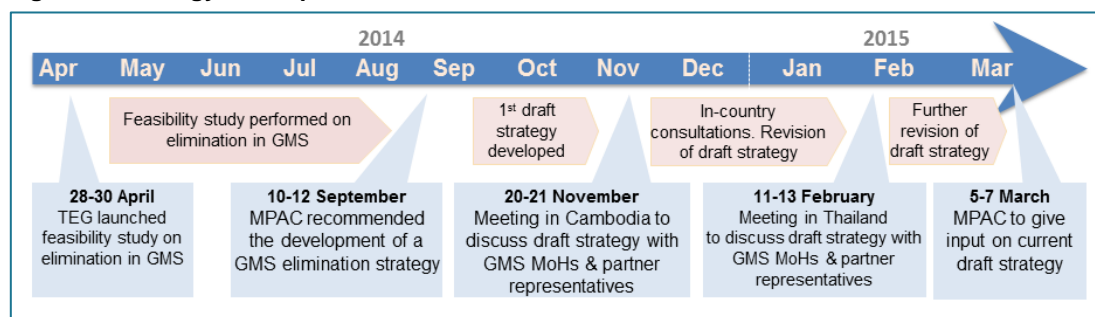 2014 2015
Apr May Jun Jul Aug Sep Oct Nov Dec Jan Feb Mar
Feasibility study performed on
elimination in GMS
1st draft
strategy
developed
In-country
consultations. Revision
of draft strategy
Further
revision of
draft strategy
28-30 April
TEG launched
feasibility study on
elimination in GMS
10-12 September
MPAC recommended
the development of a
GMS elimination strategy
20-21 November
Meeting in Cambodia to
discuss draft strategy with
GMS MoHs & partner
representatives
11-13 February
Meeting in Thailand
to discuss draft strategy with
GMS MoHs & partner
representatives
5-7 March
MPAC to give
input on current
draft strategy